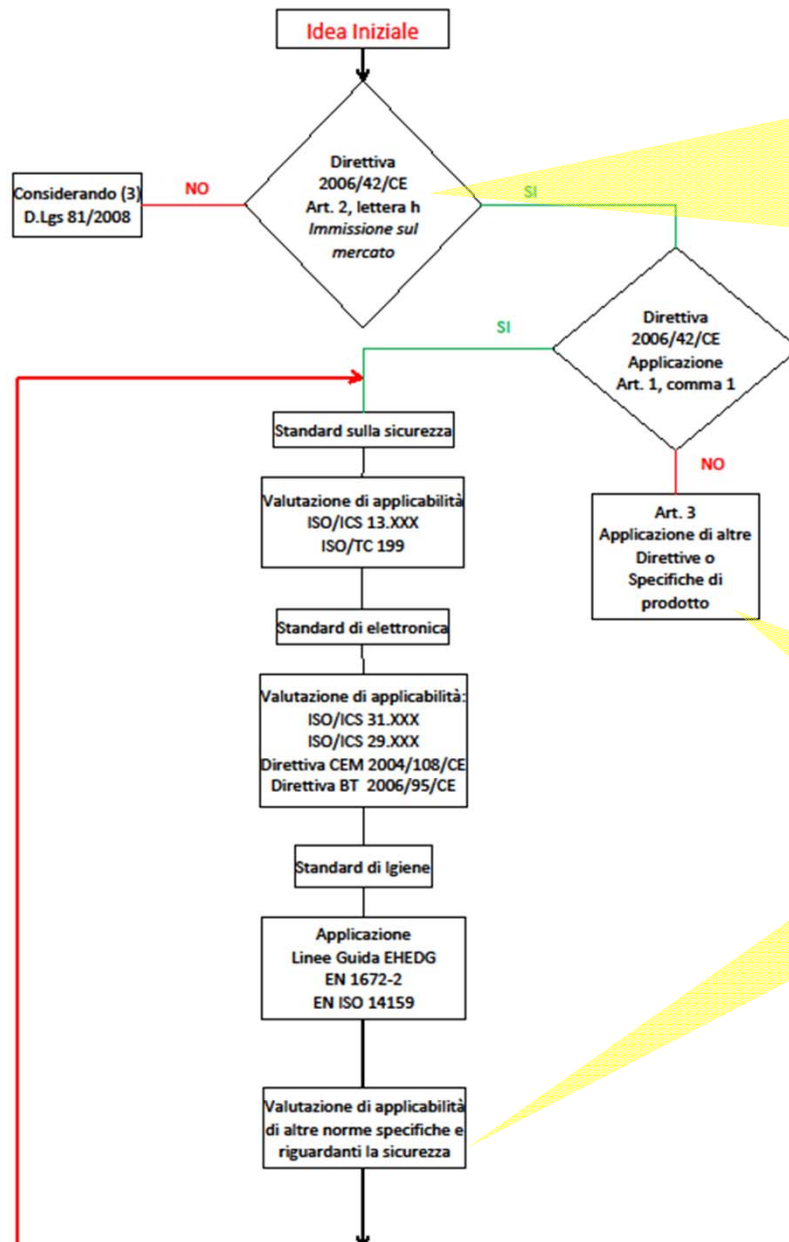 Idea Iniziale
Direttiva
2006/42/CE
Art. 2, lettera h
Immissione sul
mercato
NO
Considerando (3)
D.Lgs 81/2008
SI
Direttiva
2006/42/CE
Applicazione
Art. 1, comma 1
SI
NO
Art. 3
Applicazione di altre
Direttive o
Specifiche di
prodotto
Standard sulla sicurezza
Valutazione di applicabilità
ISO/ICS 13.XXX
ISO/TC 199
Standard di elettronica
Valutazione di applicabilità:
ISO/ICS 31.XXX
ISO/ICS 29.XXX
Direttiva CEM 2004/108/CE
Direttiva BT 2006/95/CE
Standard di Igiene
Applicazione
Linee Guida EHEDG
EN 1672-2
EN ISO 14159
Valutazione di applicabilità
di altre norme specifiche e
riguardanti la sicurezza